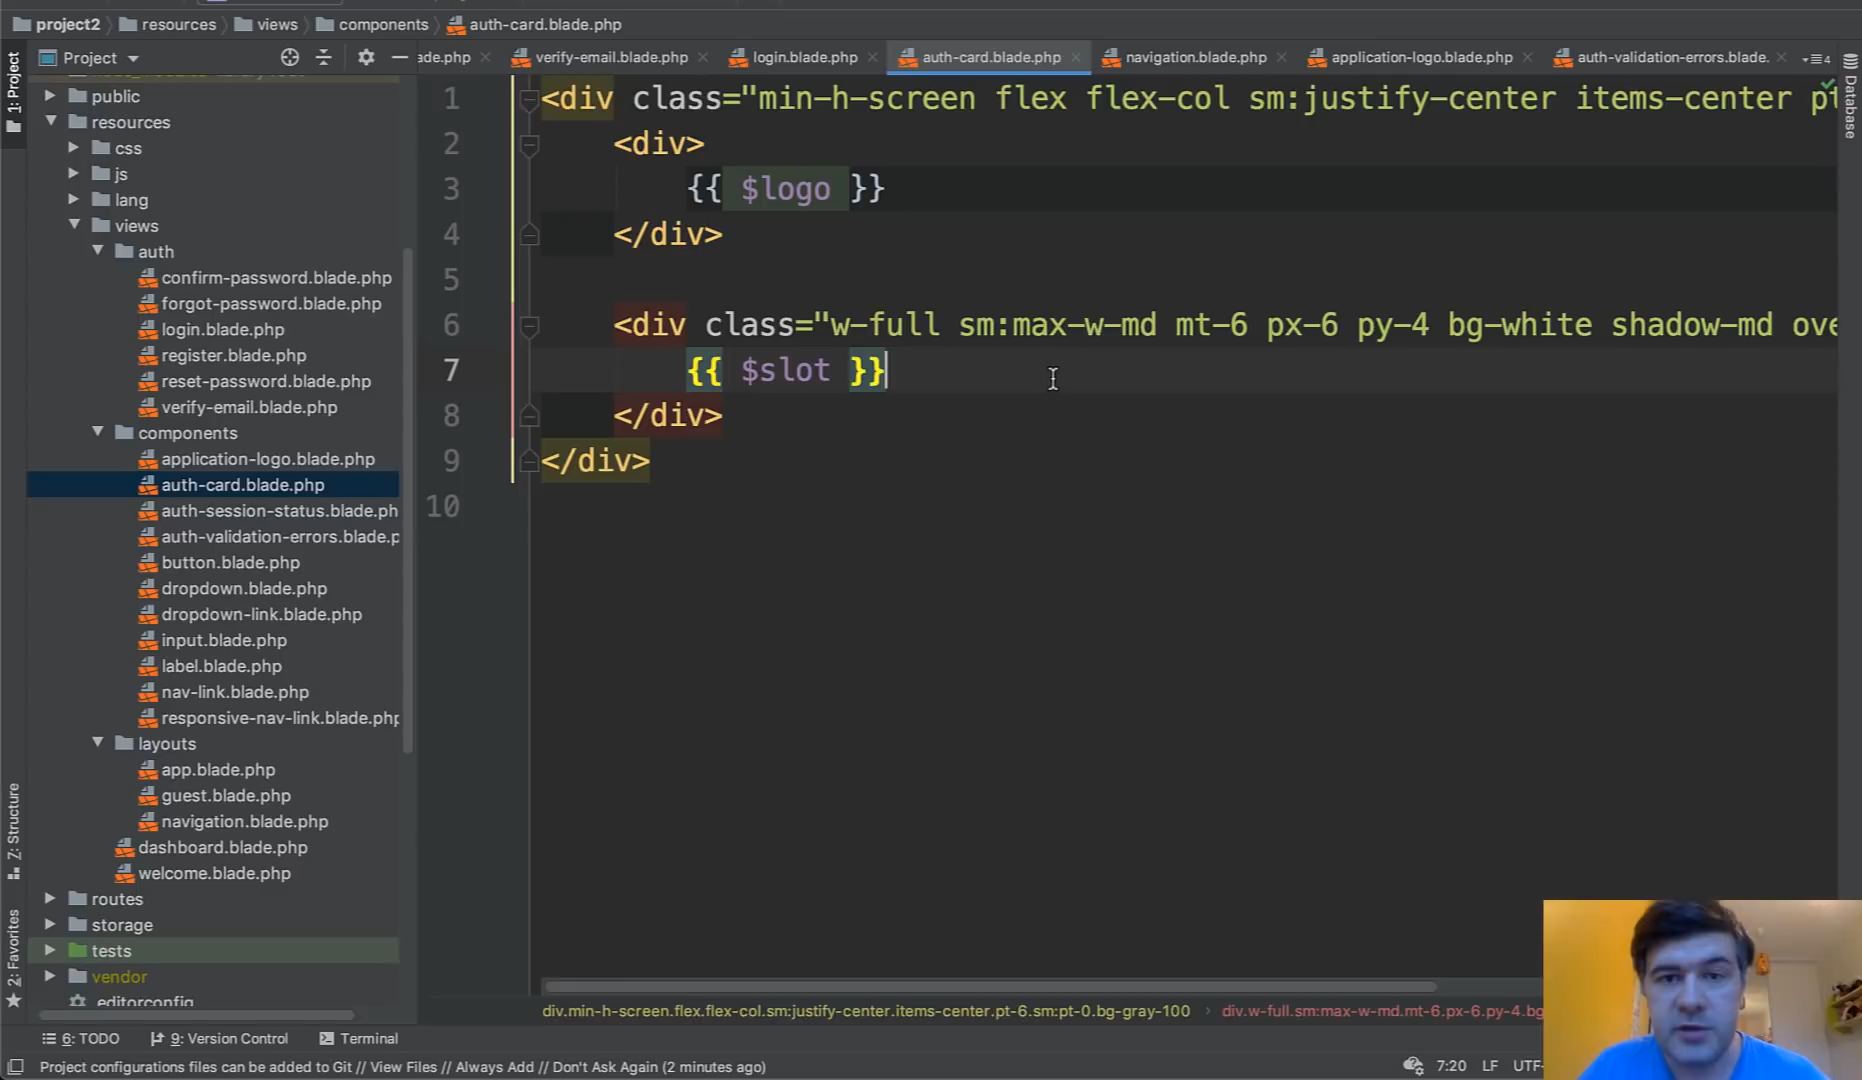 project2 resources views components auth-card.blade.php
Project
ade.php verify-email.blade.php login.blade.php auth-card.blade.php navigation.blade.php application-logo.blade.php auth-validation-errors.blade. 4
1: Project
Database
Z: Structure
2: Favorites
public
resources
css
js
lang
views
auth
confirm-password.blade.php
forgot-password.blade.php
login.blade.php
register.blade.php
reset-password.blade.php
verify-email.blade.php
components
application-logo.blade.php
auth-card.blade.php
auth-session-status.blade.ph
auth-validation-errors.blade.p
button.blade.php
dropdown.blade.php
dropdown-link.blade.php
input.blade.php
label.blade.php
nav-link.blade.php
responsive-nav-link.blade.php
layouts
app.blade.php
guest.blade.php
navigation.blade.php
dashboard.blade.php
welcome.blade.php
routes
storage
tests
vendor
.editorconfig
1 <div class="min-h-screen flex flex-col sm:justify-center items-center pt
2 <div>
3 {{ $logo }}
4 </div>
5
6 <div class="w-full sm:max-w-md mt-6 px-6 py-4 bg-white shadow-md ove
7 {{ $slot }}
8 </div>
9 </div>
10
div.min-h-screen.flex.flex-col.sm:justify-center.items-center.pt-6.sm:pt-0.bg-gray-100 div.w-full.sm:max-w-md.mt-6.px-6.py-4.bg
6: TODO 9: Version Control Terminal
Project configurations files can be added to Git // View Files // Always Add // Don't Ask Again (2 minutes ago) 7:20 LF UTF-